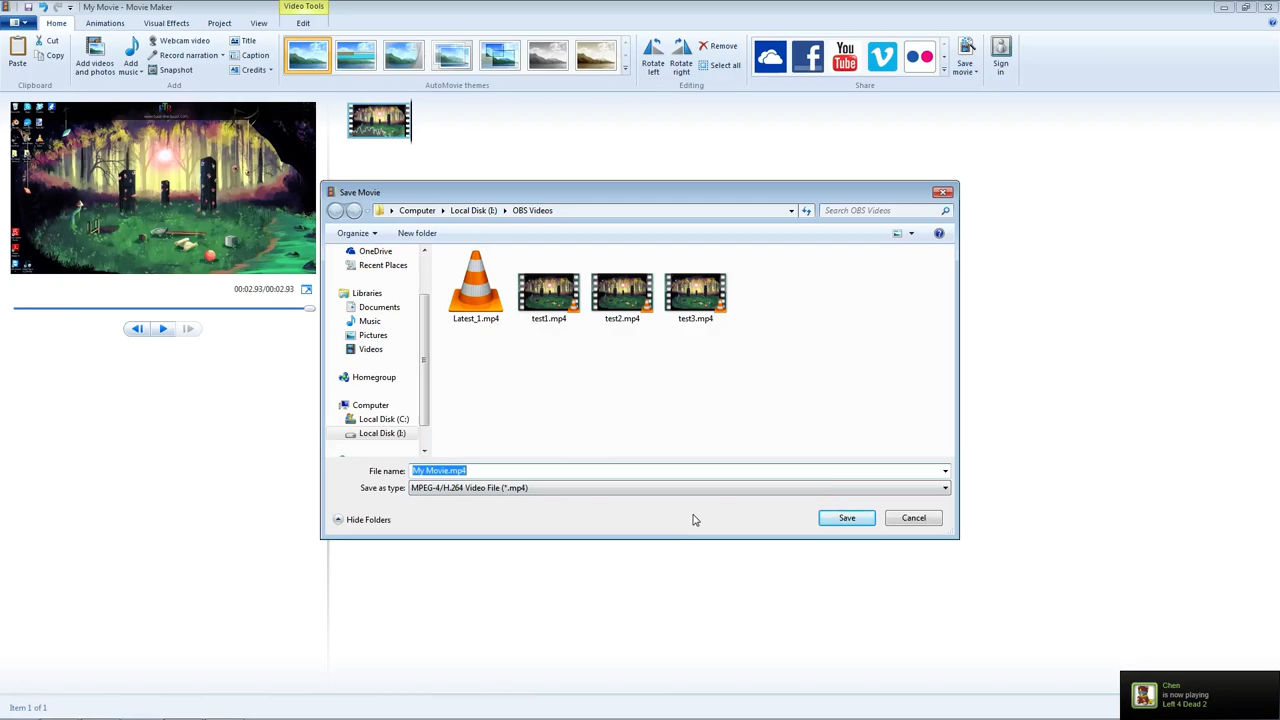 My Movie - Movie Maker
Video Tools
Home
Animations
Visual Effects
Project
View
Edit
Paste
Cut
Copy
Clipboard
Add videos
and photos
Add
music
Webcam video
Record narration
Snapshot
Title
Caption
Credits
Add
AutoMovie themes
Rotate
left
Rotate
right
Remove
Select all
Editing
f
You
Tube
V
Share
Save
movie
Sign
in
00:02.93/00:02.93
Save Movie
Computer
Local Disk (I:)
OBS Videos
Search OBS Videos
Organize
New folder
OneDrive
Recent Places
Libraries
Documents
Music
Pictures
Videos
Homegroup
Computer
Local Disk (C:)
Local Disk (I:)
Latest_1.mp4
test1.mp4
test2.mp4
test3.mp4
File name:
My Movie.mp4
Save as type:
MPEG-4/H.264 Video File (*.mp4)
Hide Folders
Save
Cancel
Item 1 of 1
Chen
is now playing
Left 4 Dead 2